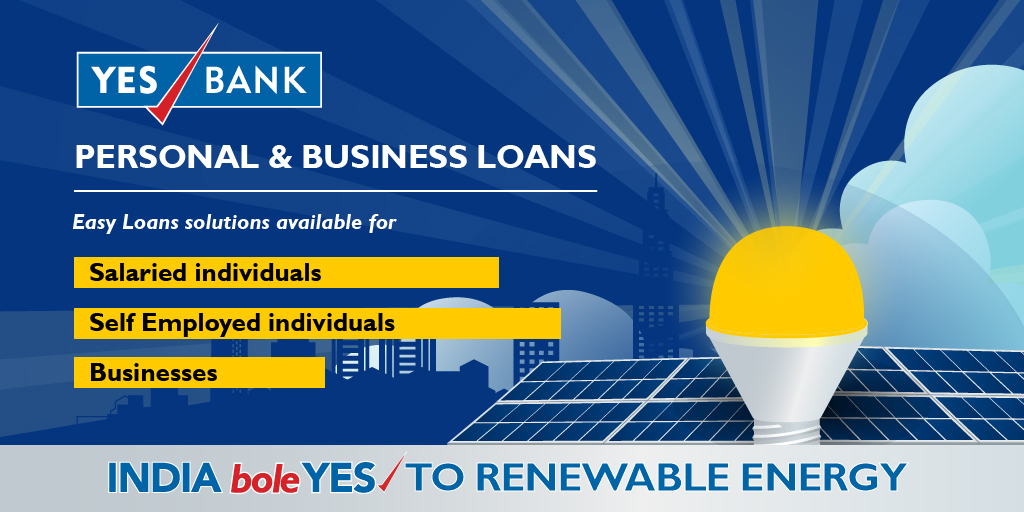 YES BANK
PERSONAL & BUSINESS LOANS
Easy Loans solutions available for
Salaried individuals
Self Employed individuals
Businesses
INDIA bole YES TO RENEWABLE ENERGY